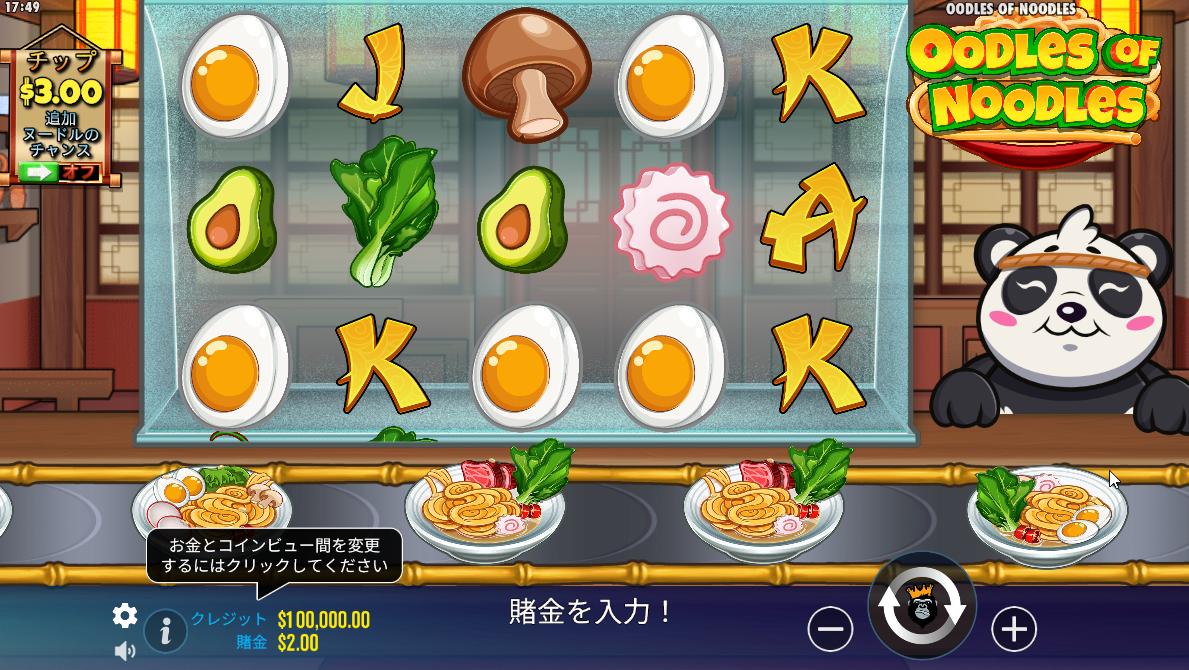 17:49
OODLES OF NOODLES
チップ
$3.00
追加
ヌードルの
チャンス
オフ
OODLES OF
NOODLES
J
K
A
K
K
お金とコインビュー間を変更
するにはクリックしてください
クレジット $100,000.00
賭金 $2.00
賭金を入力！